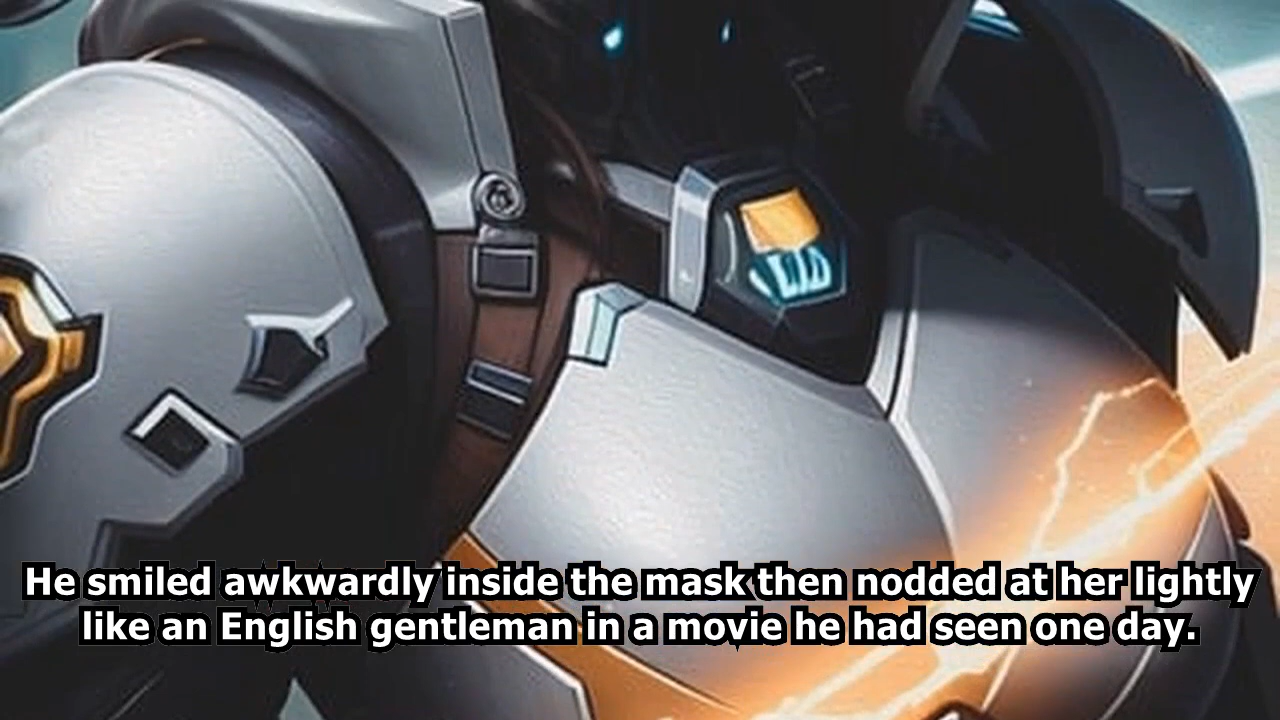 He smiled awkwardly inside the mask then nodded at her lightly
like an English gentleman in a movie he had seen one day.